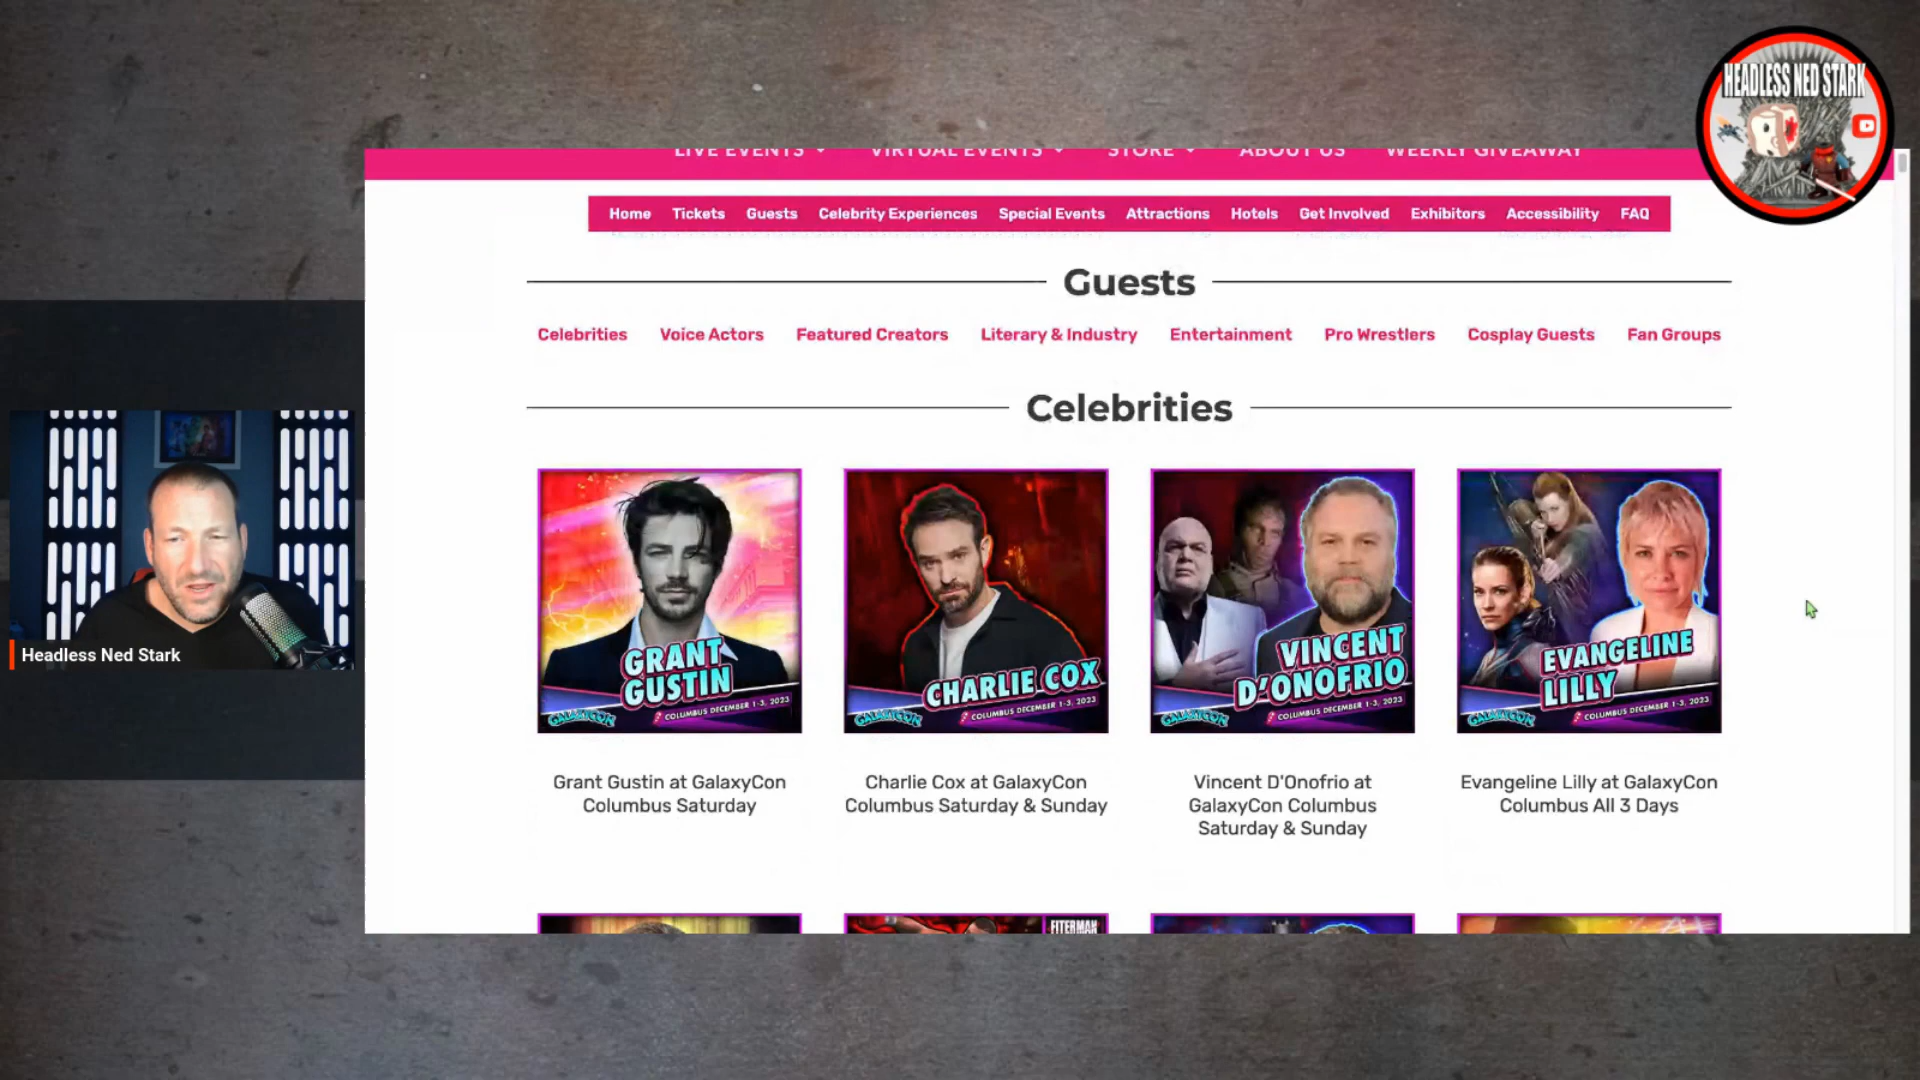 HEADLESS NED STARK
LIVE EVENTS
VIRTUAL EVENTS
STORE
ABOUT US
WEEKLY GIVEAWAY
Home
Tickets
Guests
Celebrity Experiences
Special Events
Attractions
Hotels
Get Involved
Exhibitors
Accessibility
FAQ
Guests
Celebrities
Voice Actors
Featured Creators
Literary & Industry
Entertainment
Pro Wrestlers
Cosplay Guests
Fan Groups
Celebrities
GRANT
GUSTIN
GALAXYCON
COLUMBUS DECEMBER 1-3, 2023
CHARLIE COX
GALAXYCON
COLUMBUS DECEMBER 1-3, 2023
VINCENT
D'ONOFRIO
GALAXYCON
COLUMBUS DECEMBER 1-3, 2023
EVANGELINE
LILLY
GALAXYCON
COLUMBUS DECEMBER 1-3, 2023
Headless Ned Stark
Grant Gustin at GalaxyCon
Columbus Saturday
Charlie Cox at GalaxyCon
Columbus Saturday & Sunday
Vincent D'Onofrio at
GalaxyCon Columbus
Saturday & Sunday
Evangeline Lilly at GalaxyCon
Columbus All 3 Days
FITERMAN